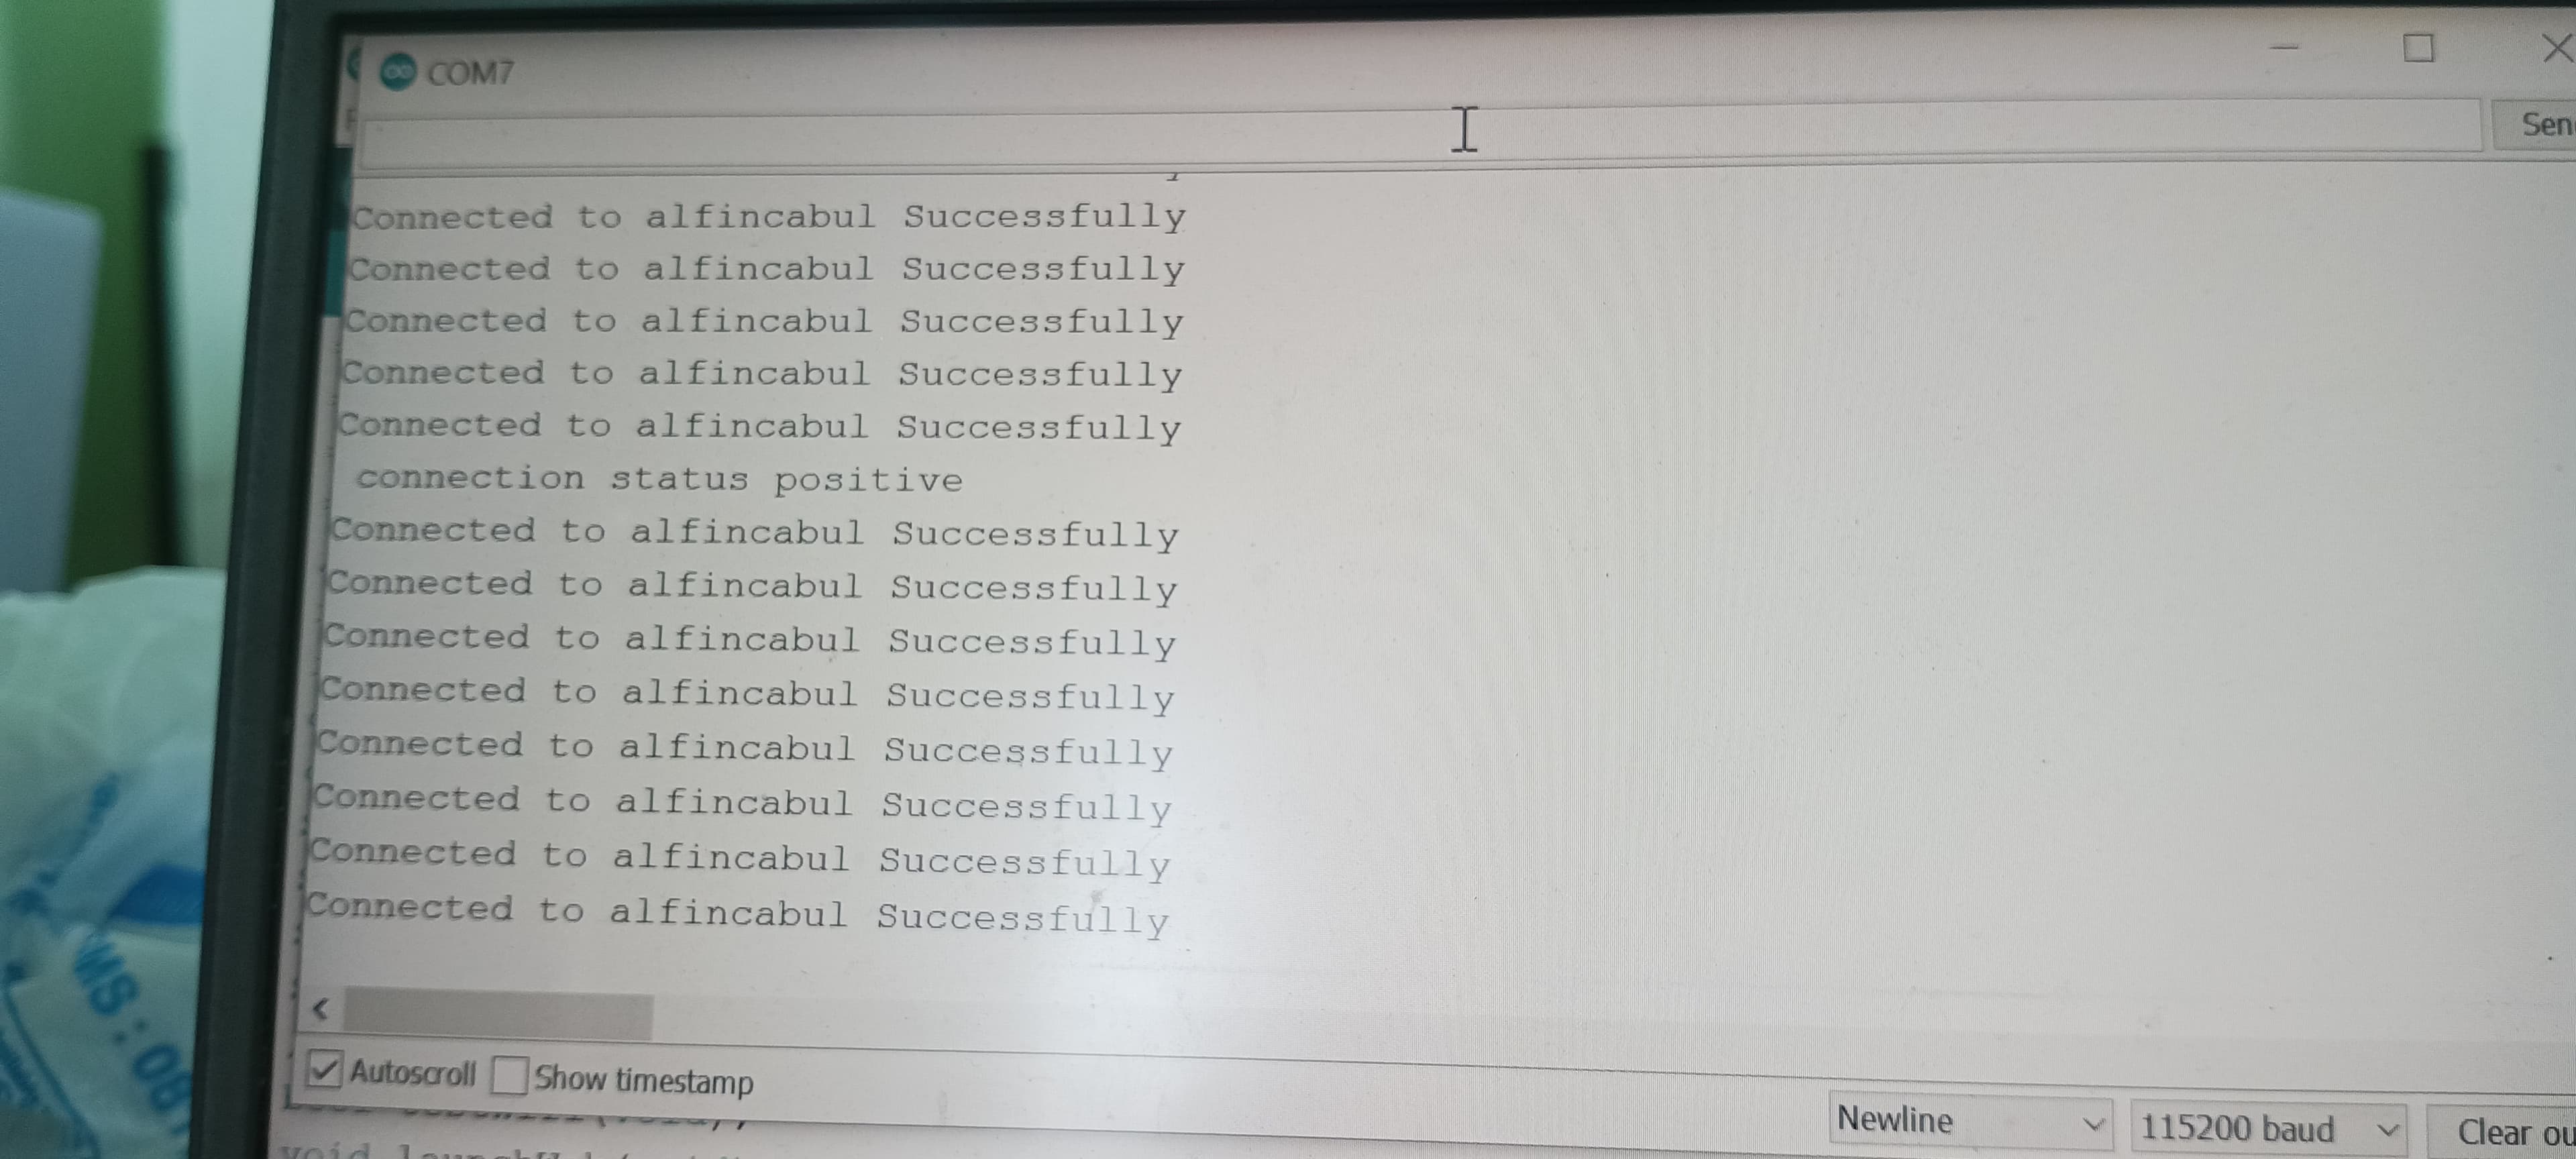 COM7
Connected to alfincabul Successfully
Connected to alfincabul Successfully
Connected to alfincabul Successfully
Connected to alfincabul Successfully
Connected to alfincabul Successfully
connection status positive
Connected to alfincabul Successfully
Connected to alfincabul Successfully
Connected to alfincabul Successfully
Connected to alfincabul Successfully
Connected to alfincabul Successfully
Connected to alfincabul Successfully
Connected to alfincabul Successfully
Connected to alfincabul Successfully
Autoscroll Show timestamp
Newline 115200 baud Clear ou
void
MS : 08